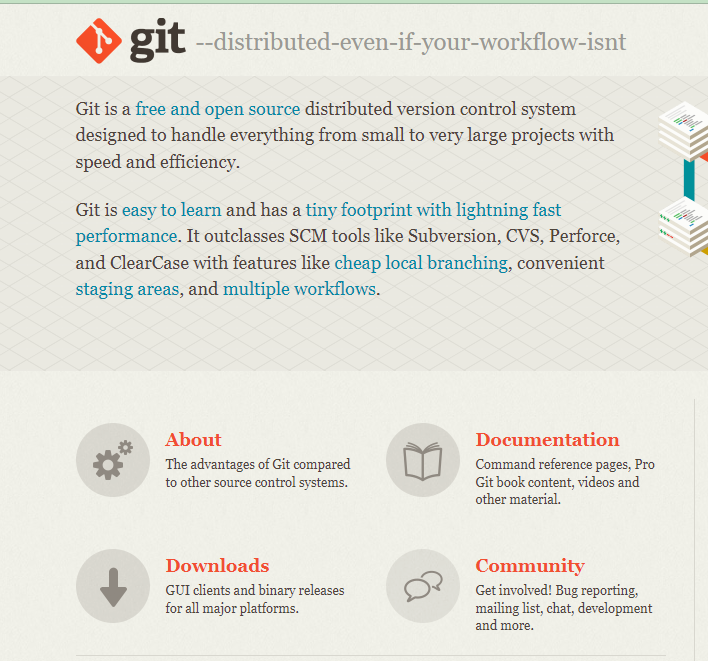 git --distributed-even-if-your-workflow-isnt
Git is a free and open source distributed version control system
designed to handle everything from small to very large projects with
speed and efficiency.
Git is easy to learn and has a tiny footprint with lightning fast
performance. It outclasses SCM tools like Subversion, CVS, Perforce,
and ClearCase with features like cheap local branching, convenient
staging areas, and multiple workflows.
About
The advantages of Git compared
to other source control systems.
Documentation
Command reference pages, Pro
Git book content, videos and
other material.
Downloads
GUI clients and binary releases
for all major platforms.
Community
Get involved! Bug reporting,
mailing list, chat, development
and more.